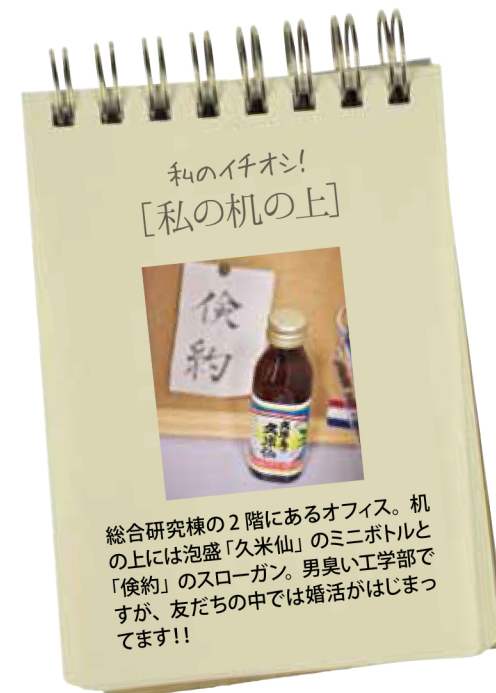 私のイチオシ!
[私の机の上]
倹
約
久米仙
総合研究棟の2階にあるオフィス。机
の上には泡盛「久米仙」のミニボトルと
「倹約」のスローガン。男臭い工学部で
すが、友だちの中では婚活がはじまっ
てます!!